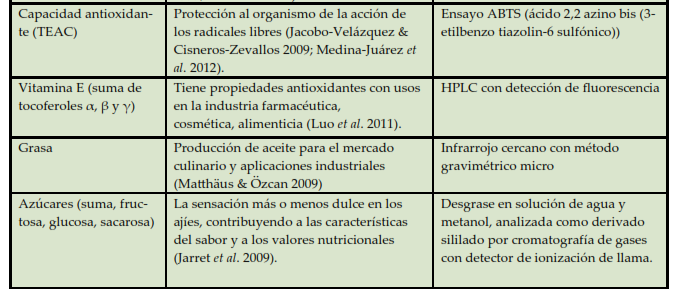 Capacidad antioxidan-
te (TEAC)
Protección al organismo de la acción de
los radicales libres (Jacobo-Velázquez &
Cisneros-Zevallos 2009; Medina-Juárez et
al. 2012).
Ensayo ABTS (ácido 2,2 azino bis (3-
etilbenzo tiazolin-6 sulfónico))
Vitamina E (suma de
tocoferoles α, β y γ)
Tiene propiedades antioxidantes con usos
en la industria farmacéutica,
cosmética, alimenticia (Luo et al. 2011).
HPLC con detección de fluorescencia
Grasa
Producción de aceite para el mercado
culinario y aplicaciones industriales
(Matthäus & Özcan 2009)
Infrarrojo cercano con método
gravimétrico micro
Azúcares (suma, fruc-
tosa, glucosa, sacarosa)
La sensación más o menos dulce en los
ajíes, contribuyendo a las características
del sabor y a los valores nutricionales
(Jarret et al. 2009).
Desgrase en solución de agua y
metanol, analizada como derivado
sililado por cromatografía de gases
con detector de ionización de llama.